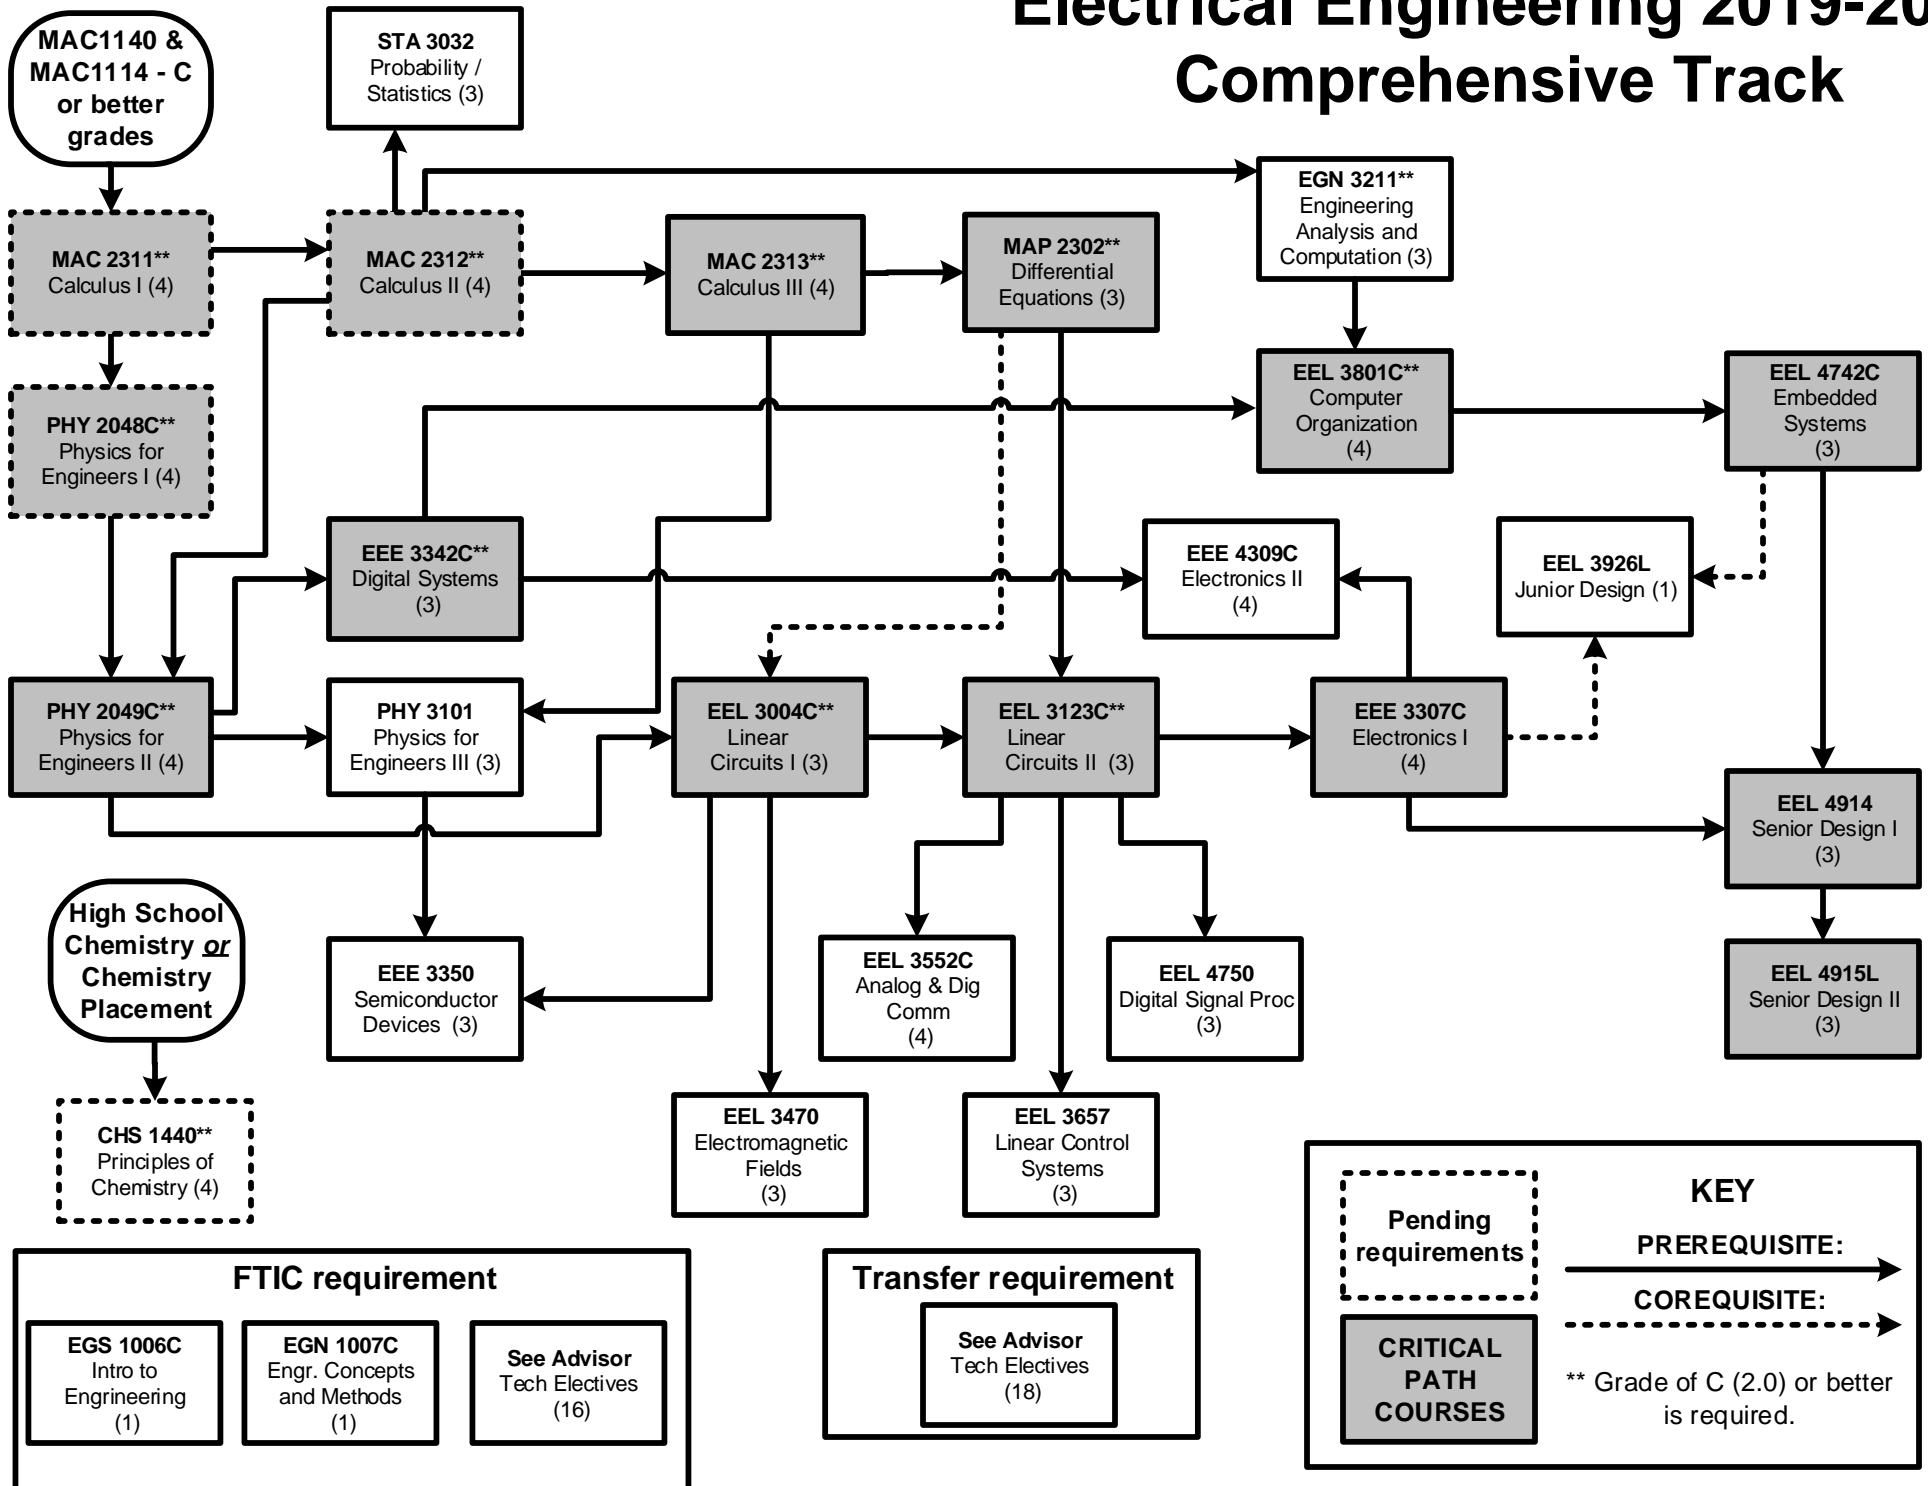 Electrical Engineering 2019-20
Comprehensive Track
MAC1140 &
MAC1114 - C
or better
grades
STA 3032
Probability /
Statistics (3)
EGN 3211**
Engineering
Analysis and
Computation (3)
MAC 2311**
Calculus I (4)
MAC 2312**
Calculus II (4)
MAC 2313**
Calculus III (4)
MAP 2302**
Differential
Equations (3)
PHY 2048C**
Physics for
Engineers I (4)
EEL 3801C**
Computer
Organization
(4)
EEL 4742C
Embedded
Systems
(3)
EEE 3342C**
Digital Systems
(3)
EEE 4309C
Electronics II
(4)
EEL 3926L
Junior Design (1)
PHY 2049C**
Physics for
Engineers II (4)
PHY 3101
Physics for
Engineers III (3)
EEL 3004C**
Linear
Circuits I (3)
EEL 3123C**
Linear
Circuits II (3)
EEE 3307C
Electronics I
(4)
EEL 4914
Senior Design I
(3)
High School
Chemistry or
Chemistry
Placement
EEE 3350
Semiconductor
Devices (3)
EEL 3552C
Analog & Dig
Comm
(4)
EEL 4750
Digital Signal Proc
(3)
EEL 4915L
Senior Design II
(3)
CHS 1440**
Principles of
Chemistry (4)
EEL 3470
Electromagnetic
Fields
(3)
EEL 3657
Linear Control
Systems
(3)
FTIC requirement
EGS 1006C
Intro to
Engrineering
(1)
EGN 1007C
Engr. Concepts
and Methods
(1)
See Advisor
Tech Electives
(16)
Transfer requirement
See Advisor
Tech Electives
(18)
KEY
Pending
requirements
PREREQUISITE:
COREQUISITE:
CRITICAL
PATH
COURSES
** Grade of C (2.0) or better
is required.